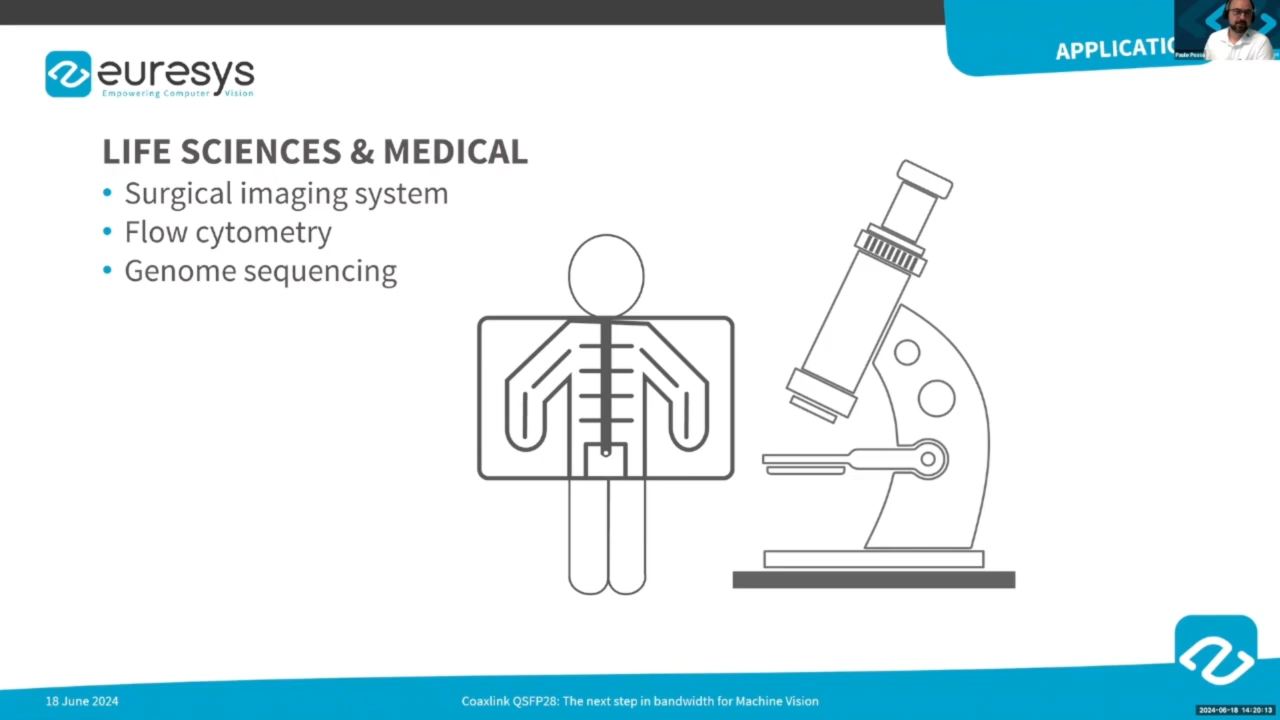 APPLICATIO
euresys
Empowering Computer Vision
LIFE SCIENCES & MEDICAL
• Surgical imaging system
• Flow cytometry
• Genome sequencing
18 June 2024
Coaxlink QSFP28: The next step in bandwidth for Machine Vision
2024-06-18 14:20:13